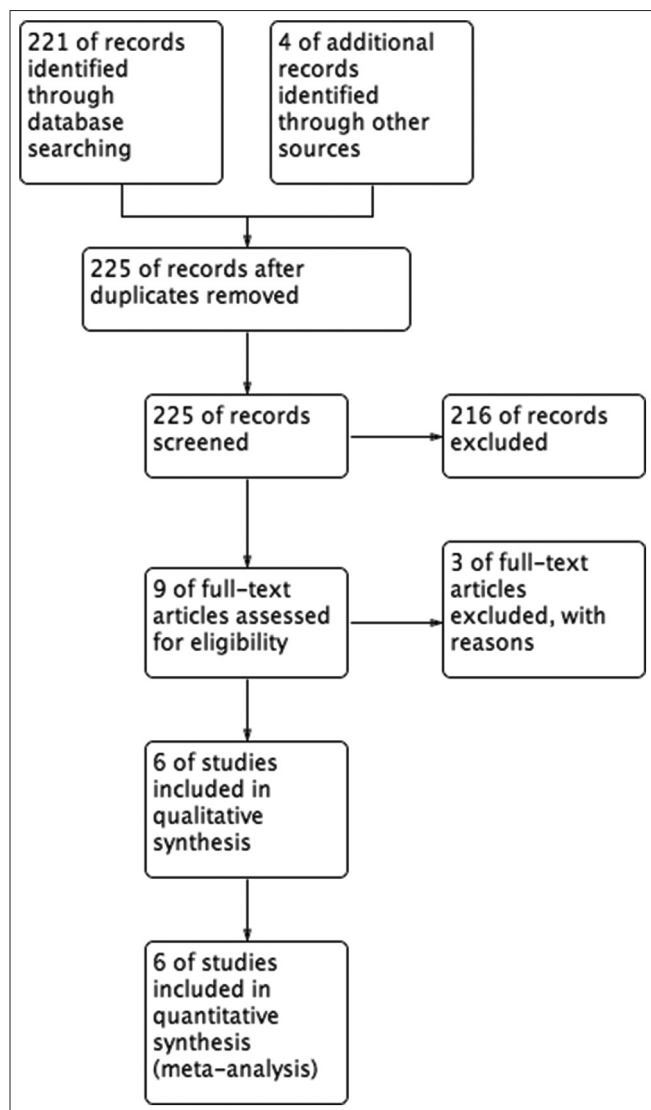 221 of records
identified
through
database
searching
4 of additional
records
identified
through other
sources
225 of records after
duplicates removed
225 of records
screened
216 of records
excluded
9 of full-text
articles assessed
for eligibility
3 of full-text
articles
excluded, with
reasons
6 of studies
included in
qualitative
synthesis
6 of studies
included in
quantitative
synthesis
(meta-analysis)